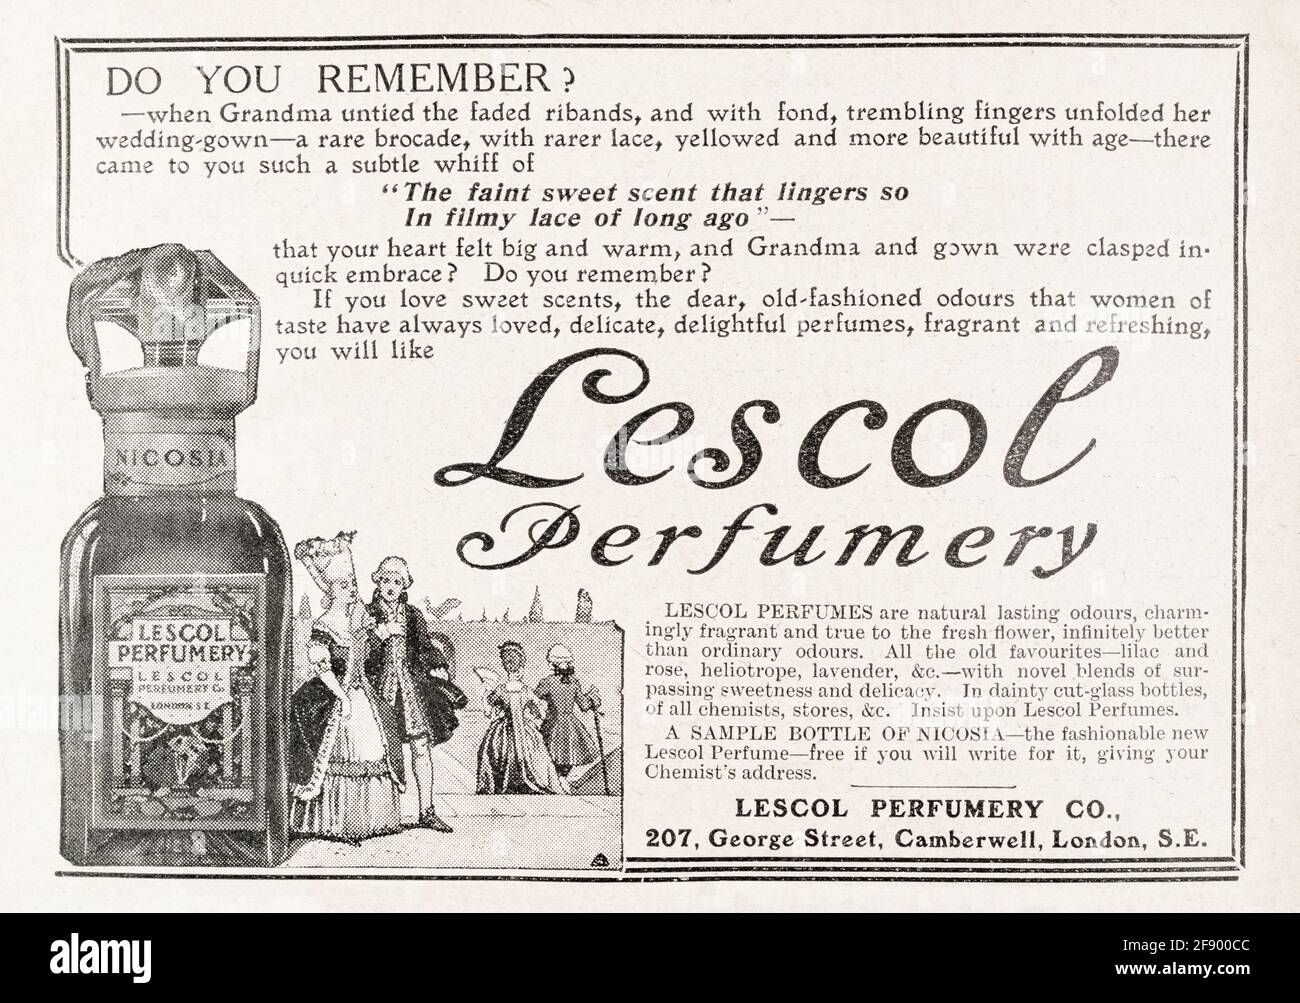 DO YOU REMEMBER?
—when Grandma untied the faded ribands, and with fond, trembling fingers unfolded her
wedding-gown—a rare brocade, with rarer lace, yellowed and more beautiful with age—there
came to you such a subtle whiff of
"The faint sweet scent that lingers so
In filmy lace of long ago"—
that your heart felt big and warm, and Grandma and gown were clasped in-
quick embrace? Do you remember?
If you love sweet scents, the dear, old-fashioned odours that women of
taste have always loved, delicate, delightful perfumes, fragrant and refreshing,
you will like
Lescol
Perfumery
NICOSIA
LESCOL
PERFUMERY
LESCOL
PERFUMERY Co.
LONDON S.E.
LESCOL PERFUMES are natural lasting odours, charm-
ingly fragrant and true to the fresh flower, infinitely better
than ordinary odours. All the old favourites—lilac and
rose, heliotrope, lavender, &c.—with novel blends of sur-
passing sweetness and delicacy. In dainty cut-glass bottles,
of all chemists, stores, &c. Insist upon Lescol Perfumes.
A SAMPLE BOTTLE OF NICOSIA—the fashionable new
Lescol Perfume—free if you will write for it, giving your
Chemist's address.
LESCOL PERFUMERY CO.,
207, George Street, Camberwell, London, S.E.
alamy
Image ID: 2F900CC
www.alamy.com